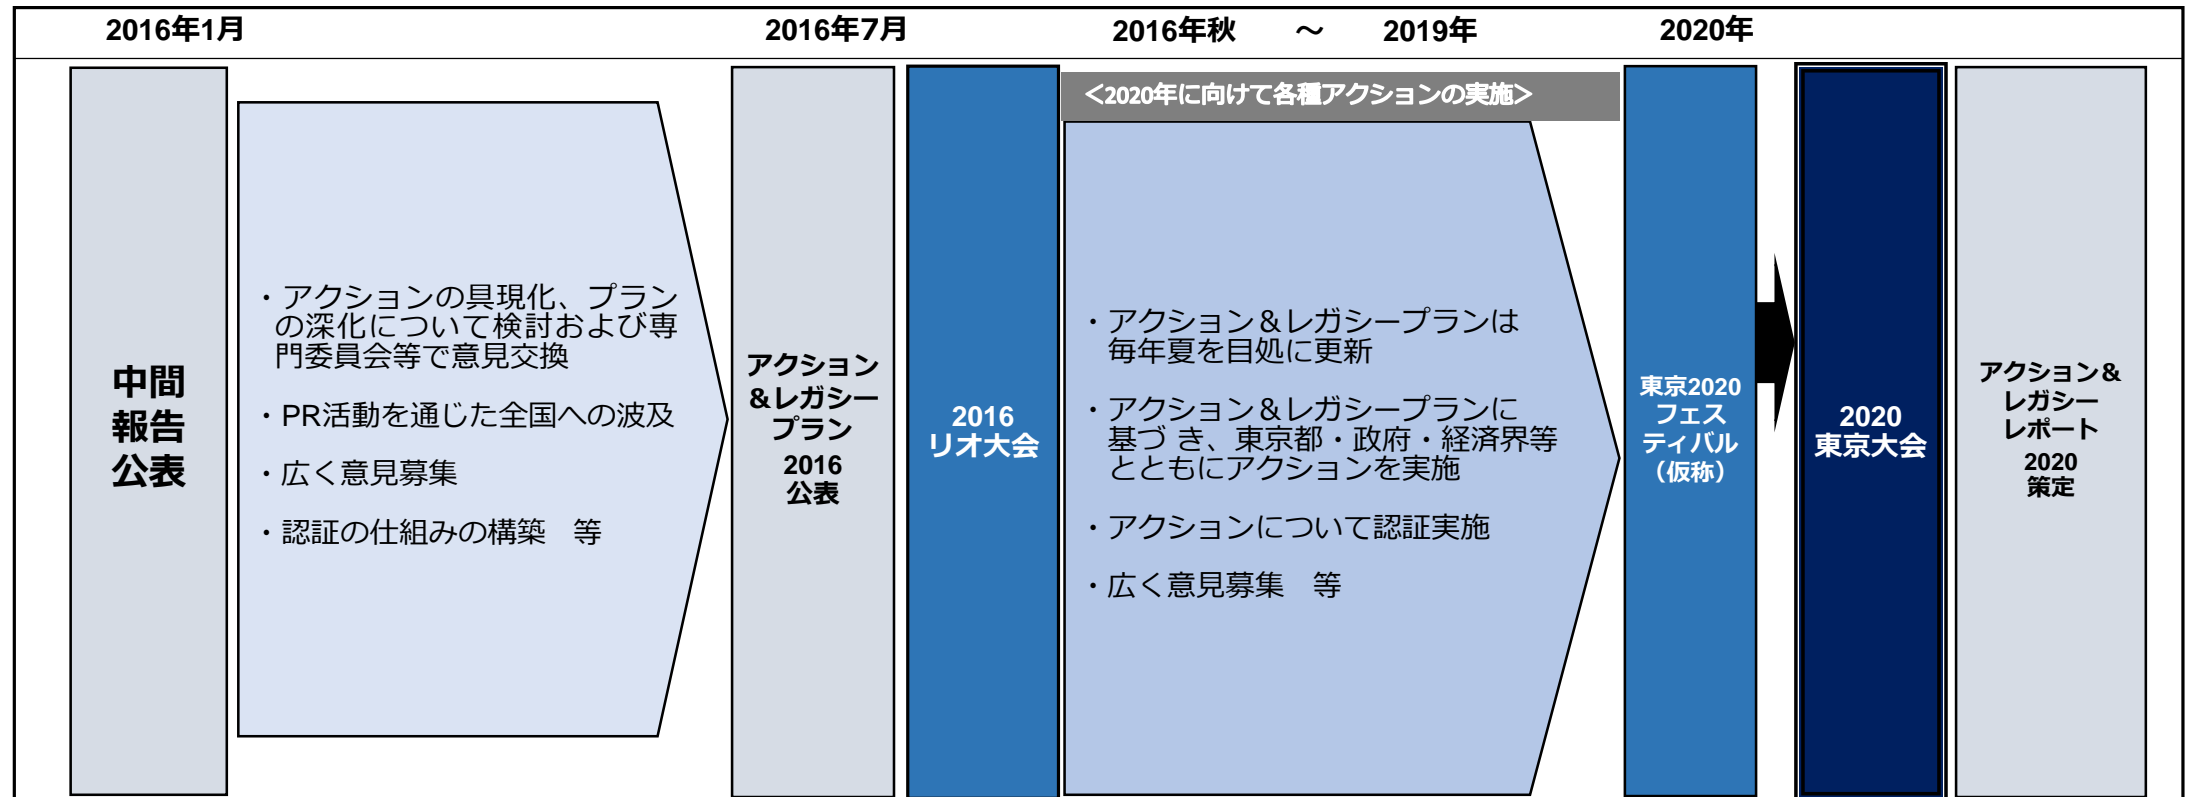 2016年1月
2016年7月
2016年秋　～　2019年
2020年
中間
報告
公表
・アクションの具現化、プラン
の深化について検討および専
門委員会等で意見交換
・PR活動を通じた全国への波及
・広く意見募集
・認証の仕組みの構築　等
アクション
&レガシー
プラン
2016
公表
2016
リオ大会
＜2020年に向けて各種アクションの実施＞
・アクション＆レガシープランは
毎年夏を目処に更新
・アクション＆レガシープランに
基づ き、東京都・政府・経済界等
とともにアクションを実施
・アクションについて認証実施
・広く意見募集　等
東京2020
フェス
ティバル
（仮称）
2020
東京大会
アクション＆
レガシー
レポート
2020
策定